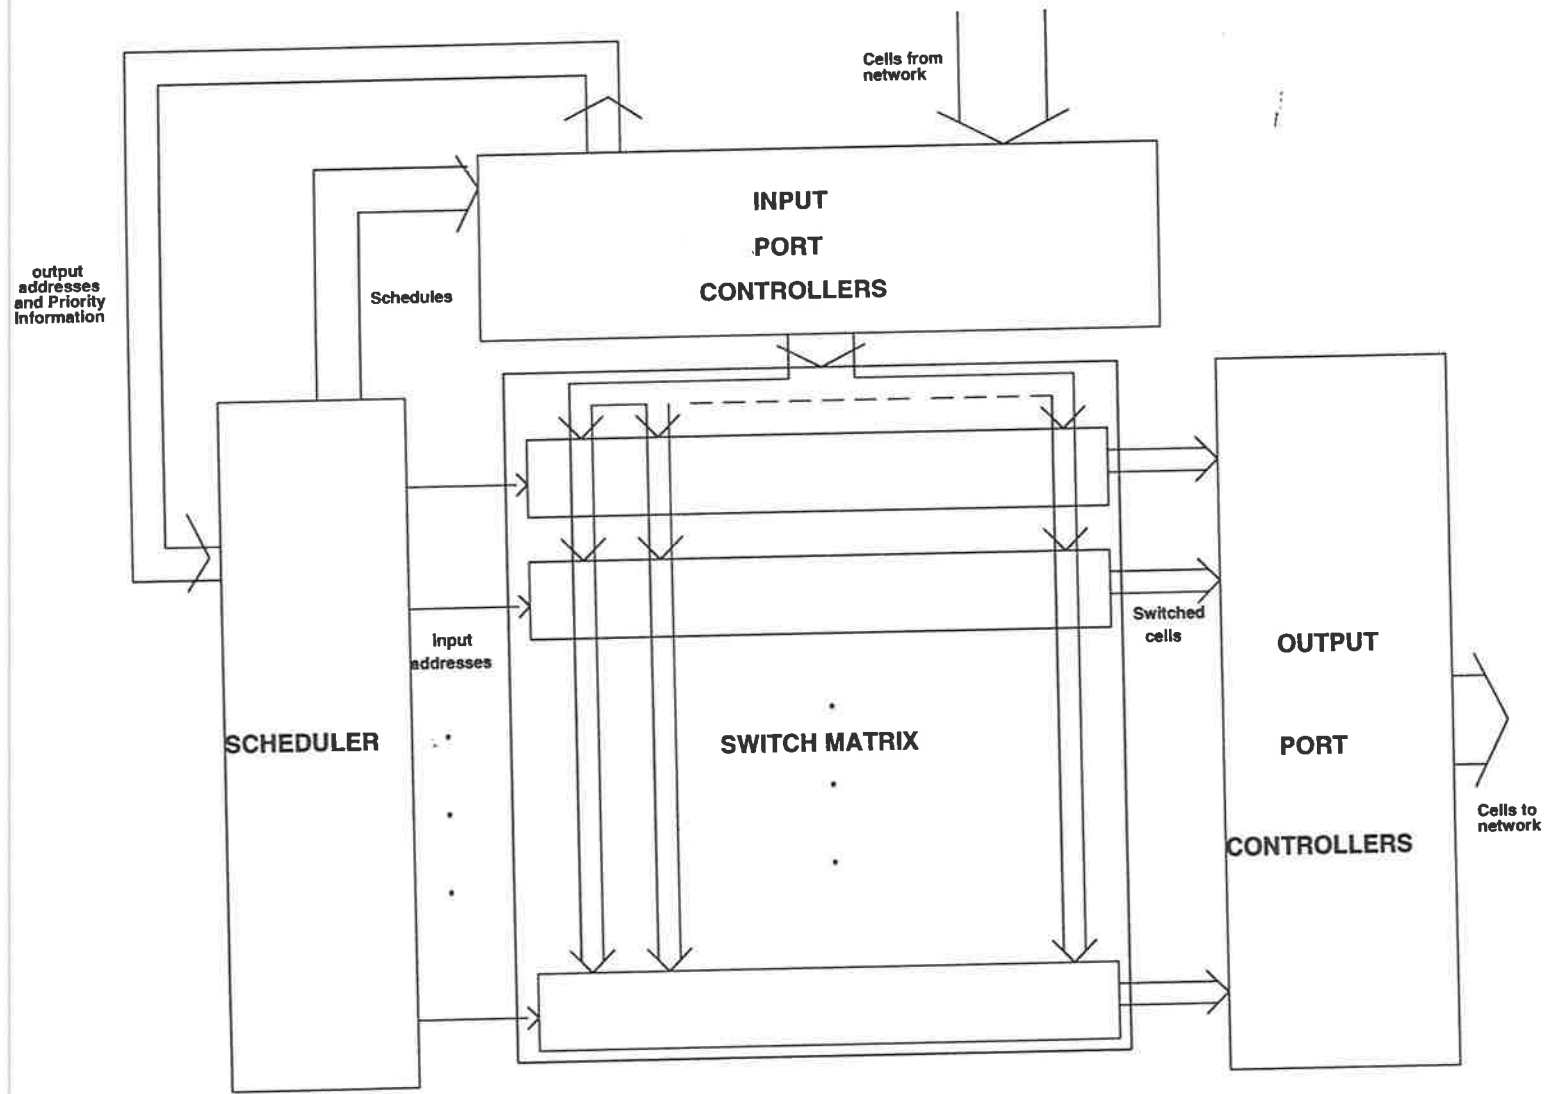 Cells from
network
INPUT
PORT
CONTROLLERS
output
addresses
and Priority
Information
Schedules
Input
addresses
SCHEDULER
SWITCH MATRIX
Switched
cells
OUTPUT
PORT
CONTROLLERS
Cells to
network